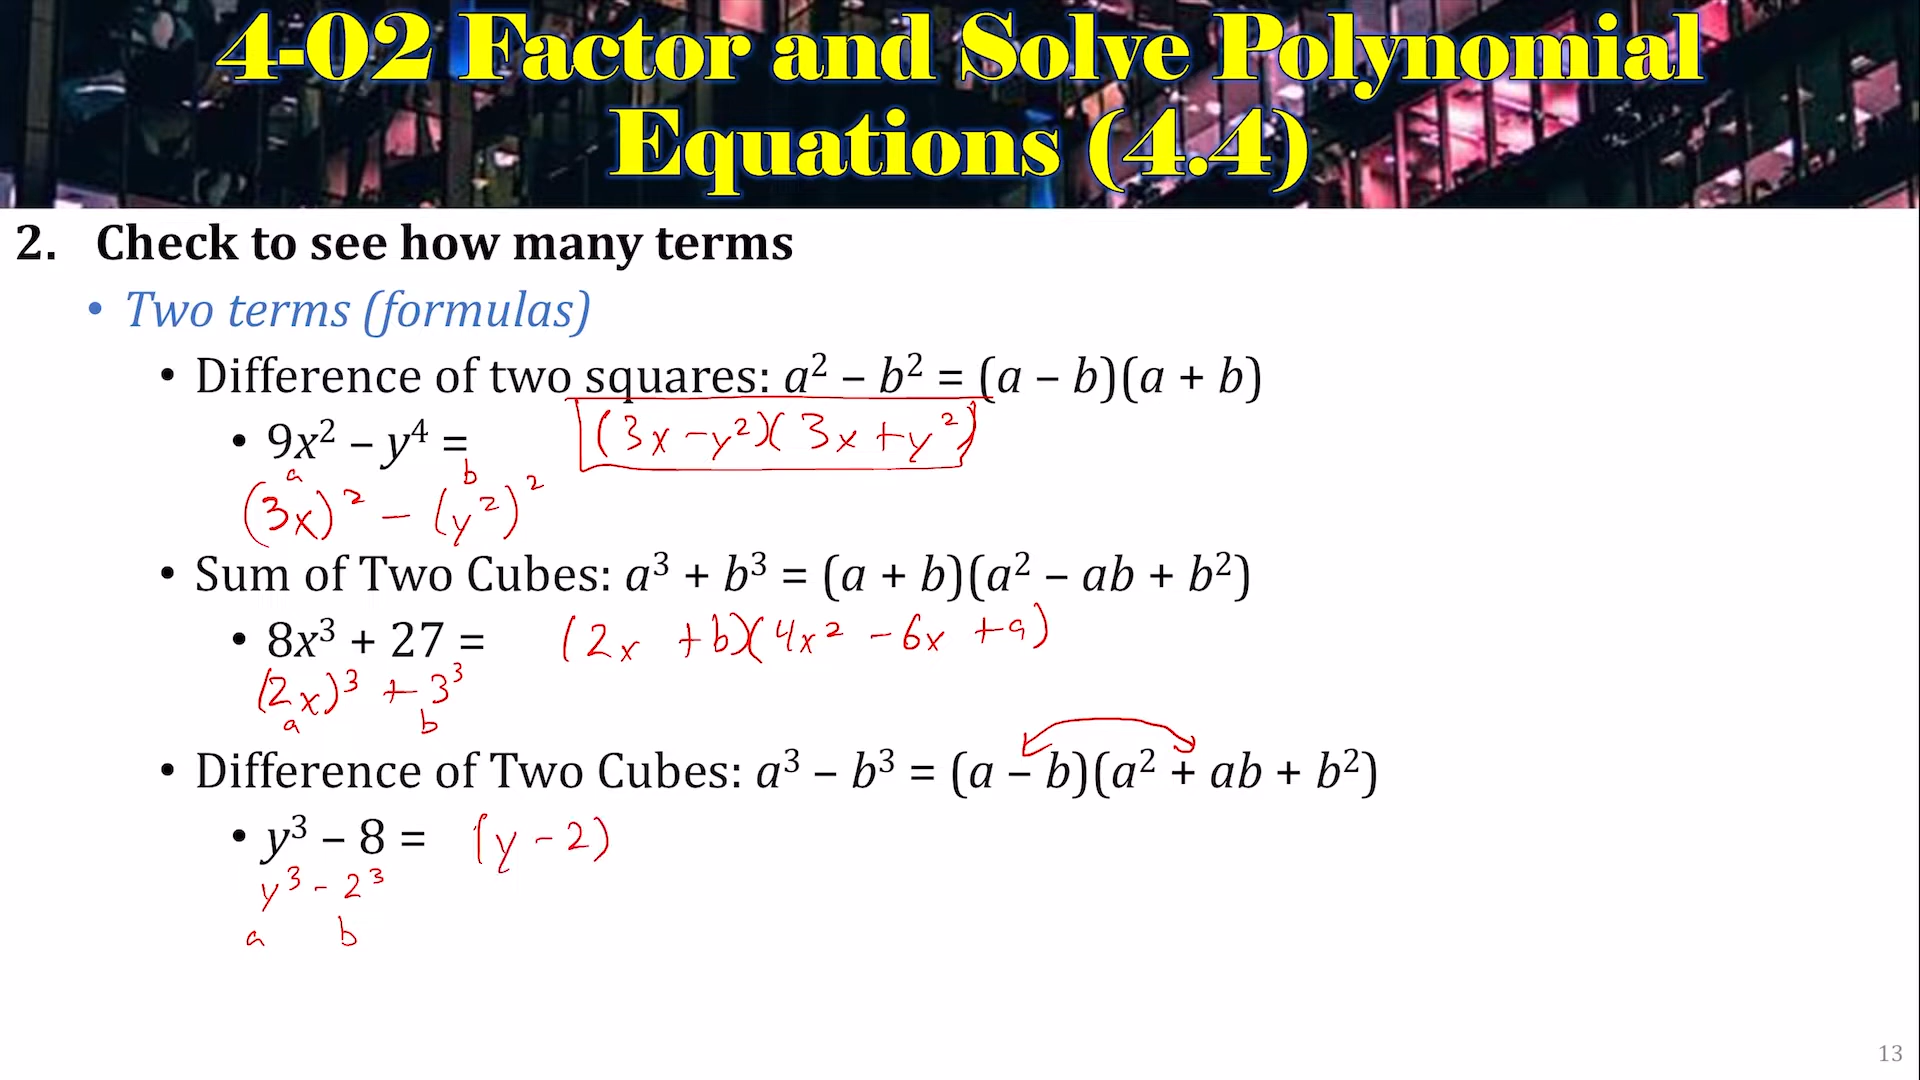 4-02 Factor and Solve Polynomial
Equations (4.4)
2. Check to see how many terms
• Two terms (formulas)
• Difference of two squares: a² – b² = (a – b)(a + b)
• 9x² – y⁴ = (3x – y²)(3x + y²)
a b
(3x)² – (y²)²
• Sum of Two Cubes: a³ + b³ = (a + b)(a² – ab + b²)
• 8x³ + 27 = (2x + b)(4x² – 6x + 9)
(2x)³ + 3³
a b
• Difference of Two Cubes: a³ – b³ = (a – b)(a² + ab + b²)
• y³ – 8 = (y – 2)
y³ – 2³
a b
13